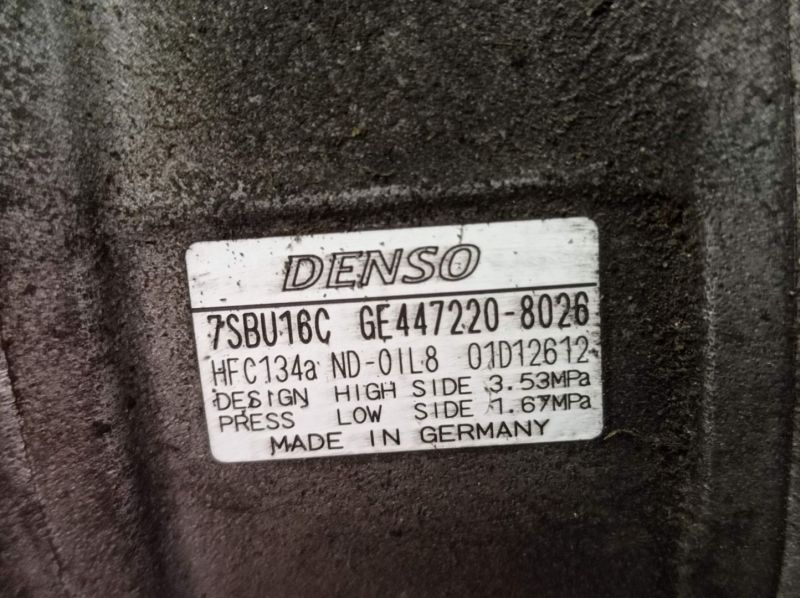 DENSO
7SBU16C GE447220-8026
HFC134a ND-OIL8 01D12612
DESIGN HIGH SIDE 3.53MPa
PRESS LOW SIDE 1.67MPa
MADE IN GERMANY